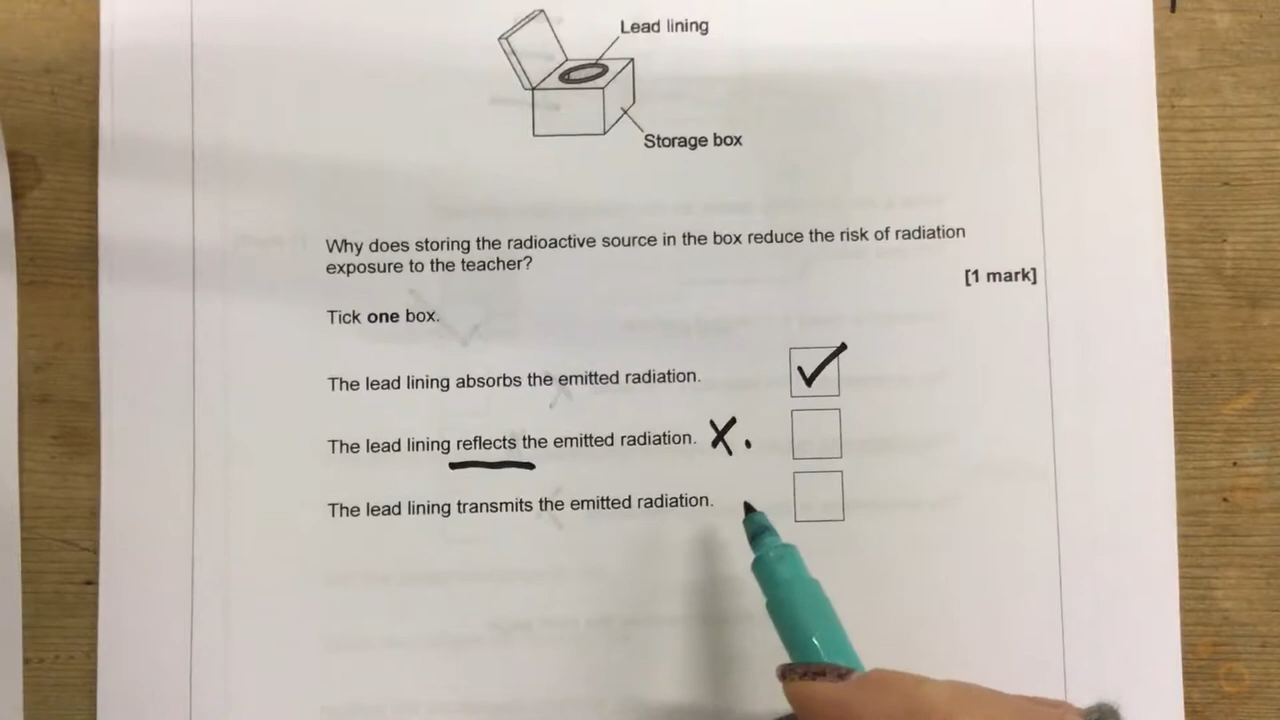 Lead lining
Storage box
Why does storing the radioactive source in the box reduce the risk of radiation
exposure to the teacher?
[1 mark]
Tick one box.
The lead lining absorbs the emitted radiation. ✓
The lead lining reflects the emitted radiation. X.
The lead lining transmits the emitted radiation.